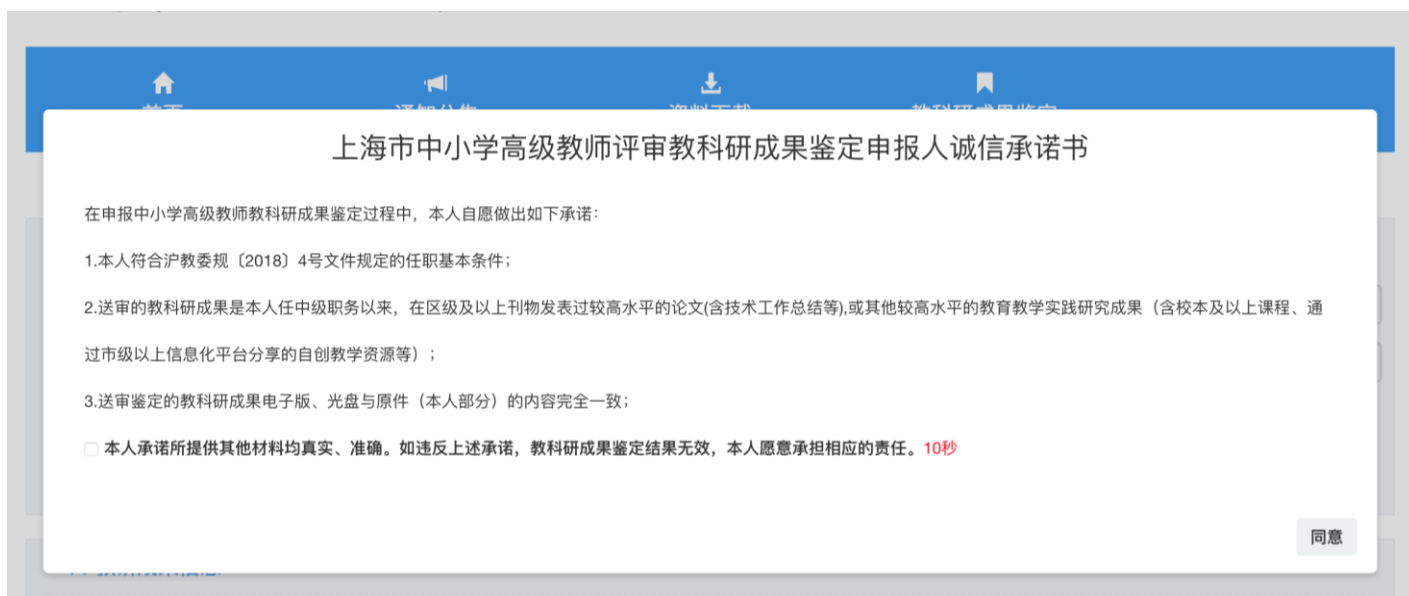 上海市中小学高级教师评审教科研成果鉴定申报人诚信承诺书
在申报中小学高级教师教科研成果鉴定过程中，本人自愿做出如下承诺：
1.本人符合沪教委规〔2018〕4号文件规定的任职基本条件；
2.送审的教科研成果是本人任中级职务以来，在区级及以上刊物发表过较高水平的论文(含技术工作总结等),或其他较高水平的教育教学实践研究成果（含校本及以上课程、通
过市级以上信息化平台分享的自创教学资源等）；
3.送审鉴定的教科研成果电子版、光盘与原件（本人部分）的内容完全一致；
本人承诺所提供其他材料均真实、准确。如违反上述承诺，教科研成果鉴定结果无效，本人愿意承担相应的责任。10秒
同意